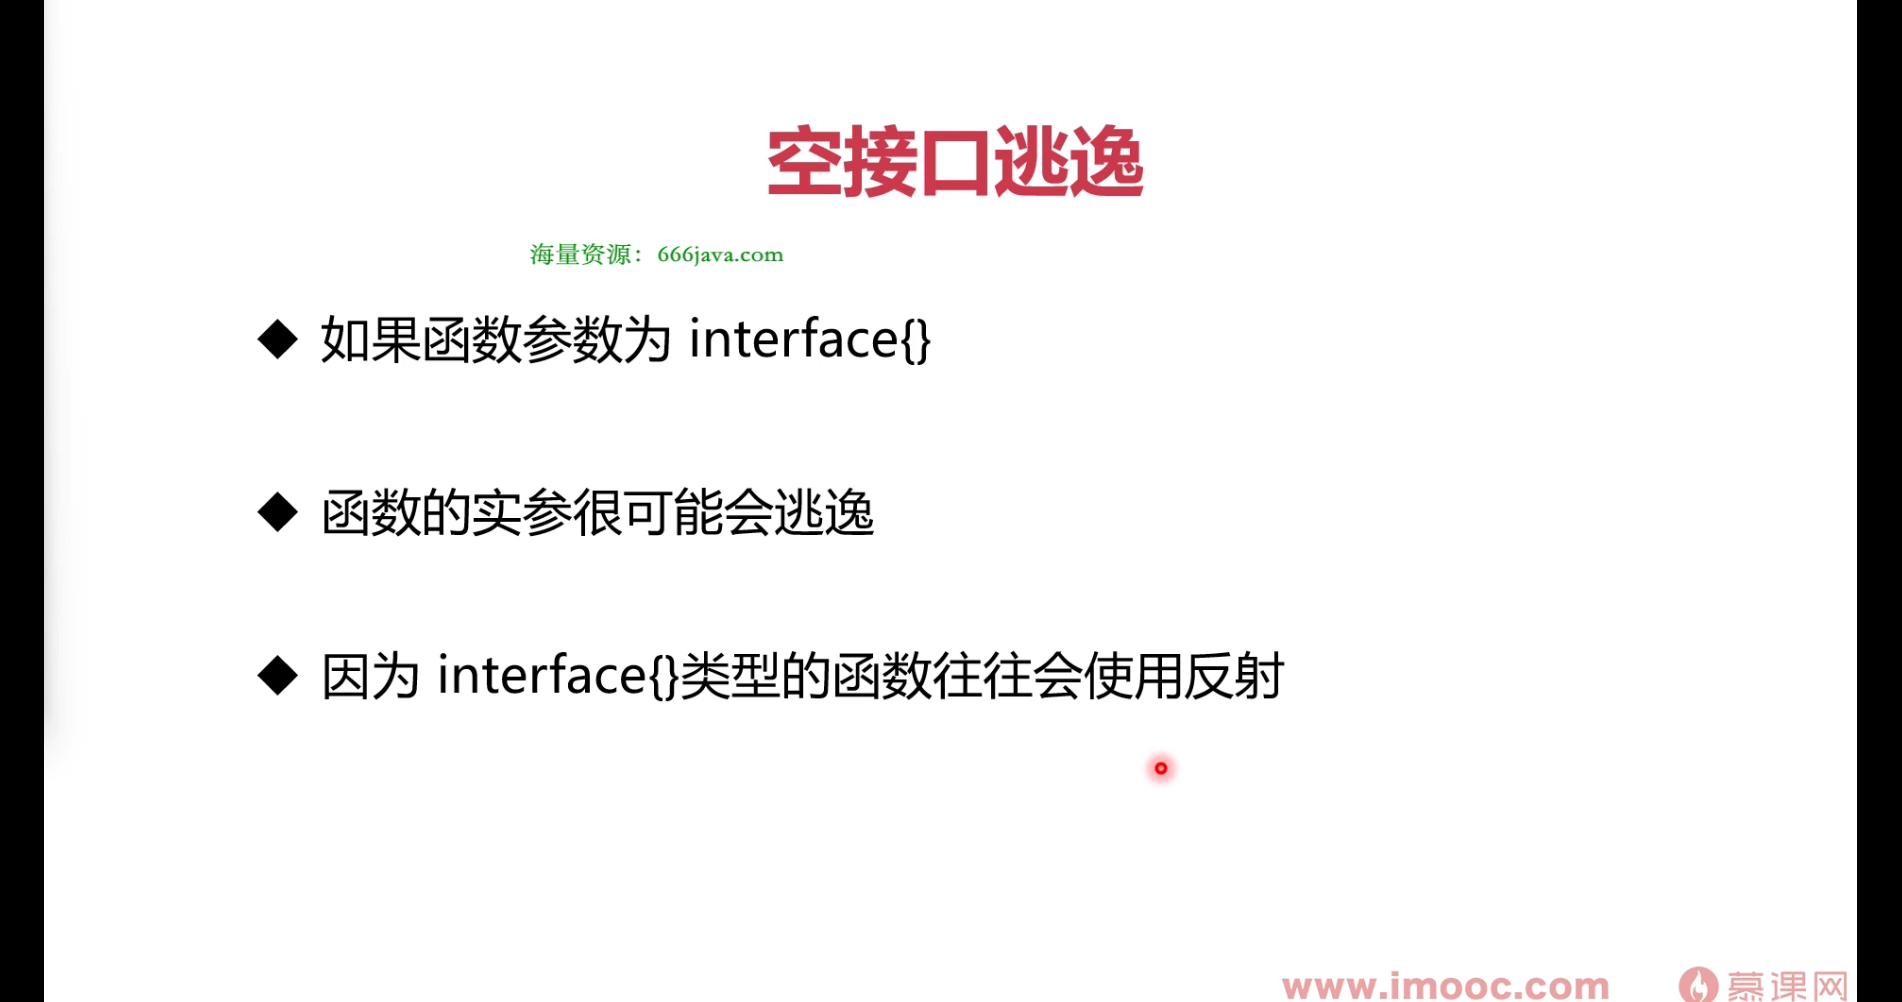 空接口逃逸
海量资源：666java.com
◆ 如果函数参数为 interface{}
◆ 函数的实参很可能会逃逸
◆ 因为 interface{}类型的函数往往会使用反射
www.imooc.com 慕课网